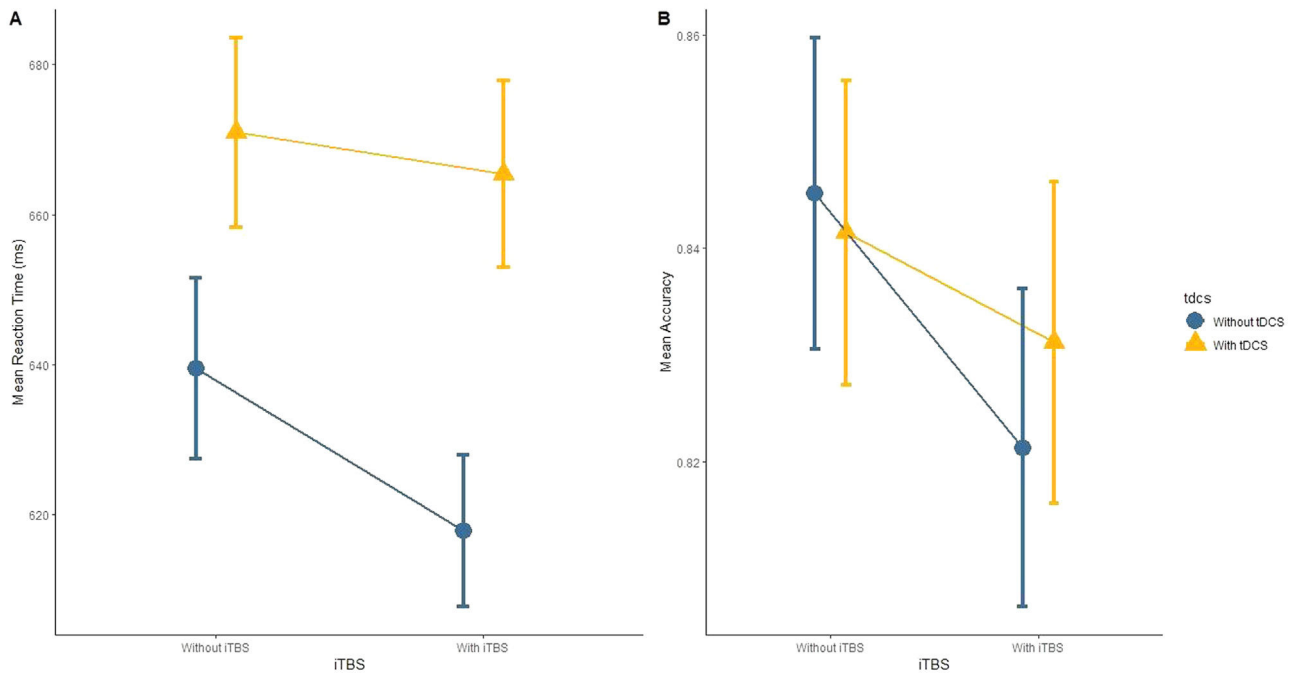 A
680
660
640
620
Mean Reaction Time (ms)
Without iTBS
With iTBS
iTBS
B
0.86
0.84
0.82
Mean Accuracy
Without iTBS
With iTBS
iTBS
tdcs
Without tDCS
With tDCS